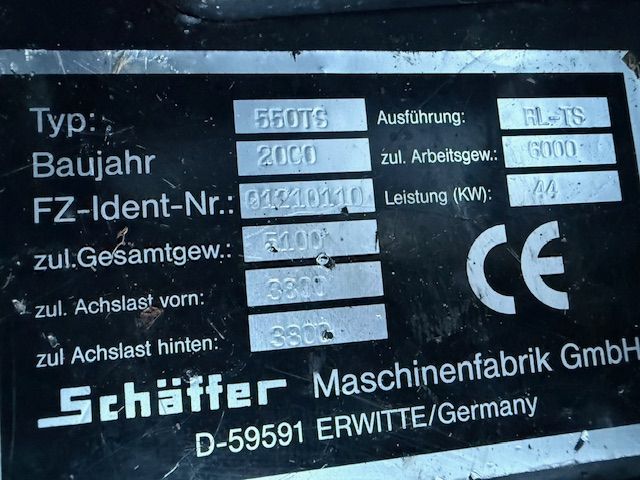 Typ: 550TS Ausführung: RL-TS
Baujahr 2000 zul. Arbeitsgew.: 6000
FZ-Ident-Nr.: 01210110 Leistung (KW): 44
zul.Gesamtgew.: 5100
zul. Achslast vorn: 3800
zul Achslast hinten: 3800
CE
Schäffer Maschinenfabrik GmbH
D-59591 ERWITTE/Germany